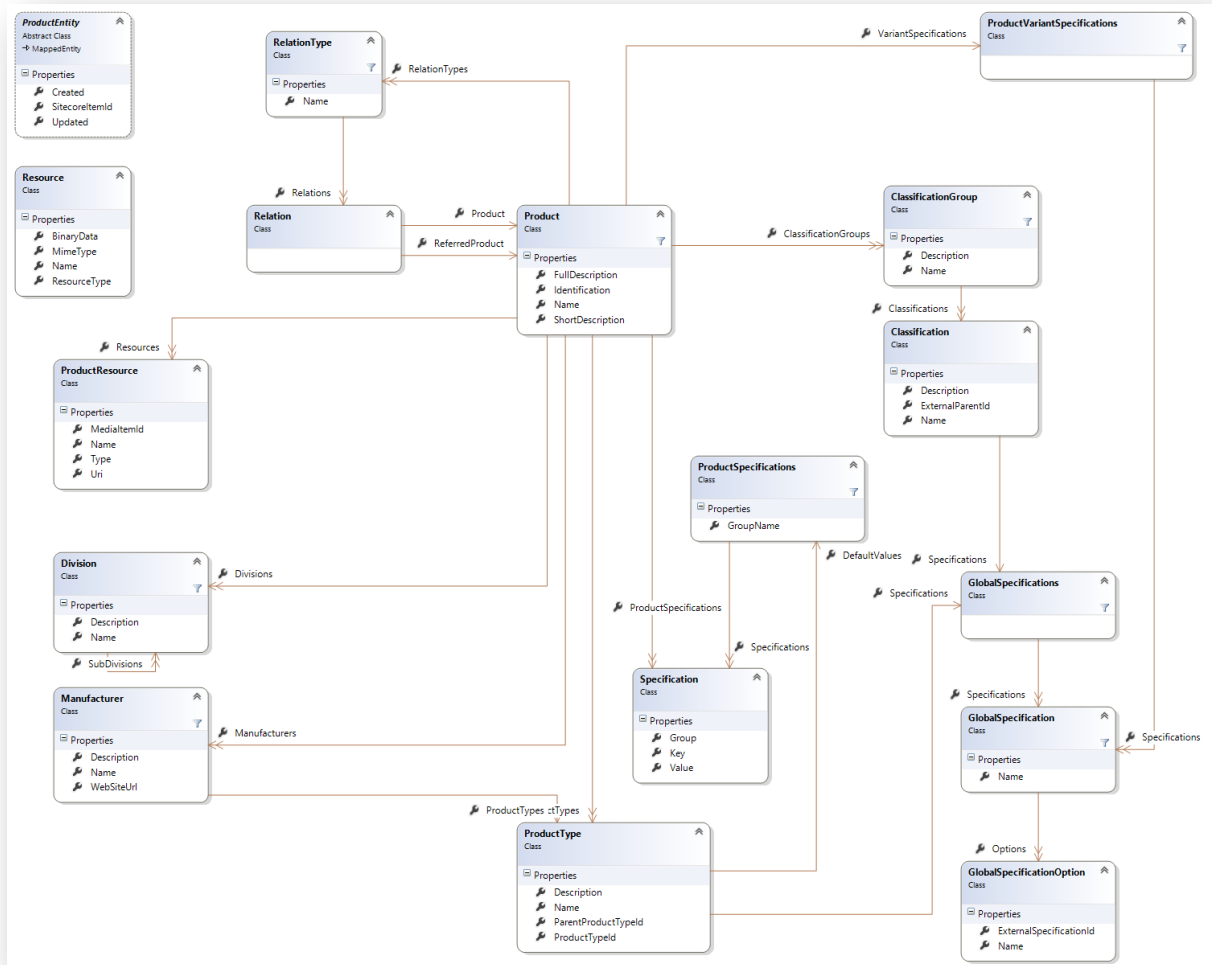 ProductEntity
Abstract Class
MappedEntity
Properties
Created
SitecoreItemId
Updated
Resource
Class
Properties
BinaryData
MimeType
Name
ResourceType
RelationType
Class
Properties
Name
RelationTypes
Relations
Relation
Class
Product
ReferredProduct
Product
Class
Properties
FullDescription
Identification
Name
ShortDescription
VariantSpecifications
ProductVariantSpecifications
Class
ClassificationGroups
ClassificationGroup
Class
Properties
Description
Name
Classifications
Classification
Class
Properties
Description
ExternalParentId
Name
Resources
ProductResource
Class
Properties
MediaItemId
Name
Type
Uri
Division
Class
Properties
Description
Name
Divisions
SubDivisions
Manufacturer
Class
Properties
Description
Name
WebSiteUrl
Manufacturers
ProductSpecifications
Class
Properties
GroupName
DefaultValues
Specifications
Specifications
ProductSpecifications
Specifications
Specification
Class
Properties
Group
Key
Value
GlobalSpecifications
Class
Specifications
GlobalSpecification
Class
Properties
Name
Specifications
ProductTypes
ctTypes
ProductType
Class
Properties
Description
Name
ParentProductTypeId
ProductTypeId
Options
GlobalSpecificationOption
Class
Properties
ExternalSpecificationId
Name